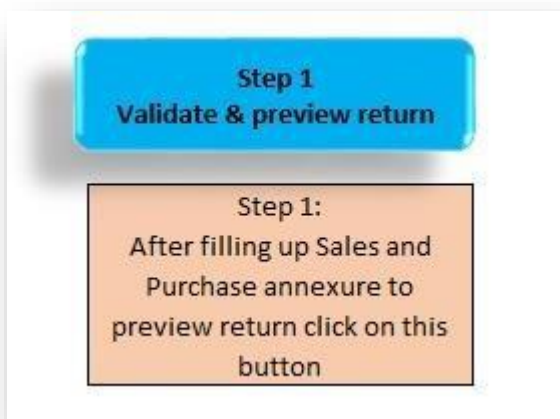 Step 1
Validate & preview return
Step 1:
After filling up Sales and
Purchase annexure to
preview return click on this
button